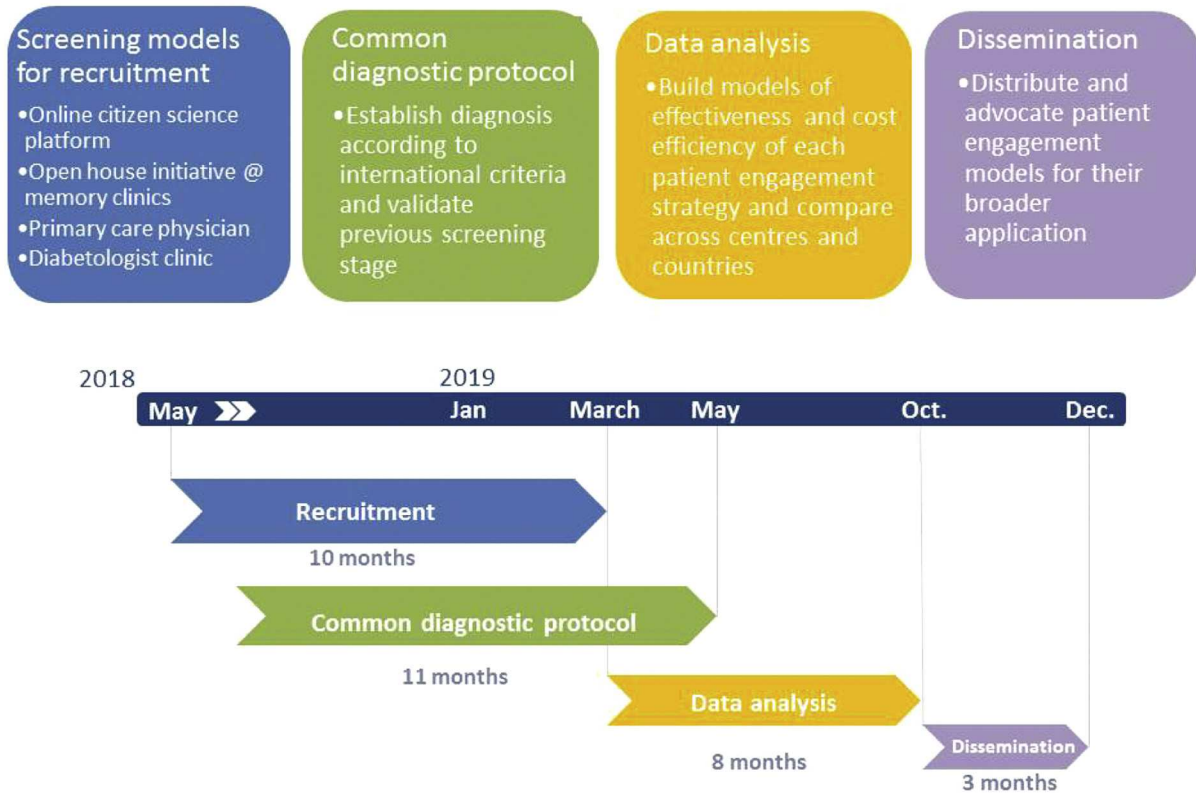 Screening models
for recruitment
•Online citizen science
platform
•Open house initiative @
memory clinics
•Primary care physician
•Diabetologist clinic
Common
diagnostic protocol
•Establish diagnosis
according to
international criteria
and validate
previous screening
stage
Data analysis
•Build models of
effectiveness and cost
efficiency of each
patient engagement
strategy and compare
across centres and
countries
Dissemination
•Distribute and
advocate patient
engagement
models for their
broader
application
2018 2019
May Jan March May Oct. Dec.
Recruitment
10 months
Common diagnostic protocol
11 months
Data analysis
8 months
Dissemination
3 months